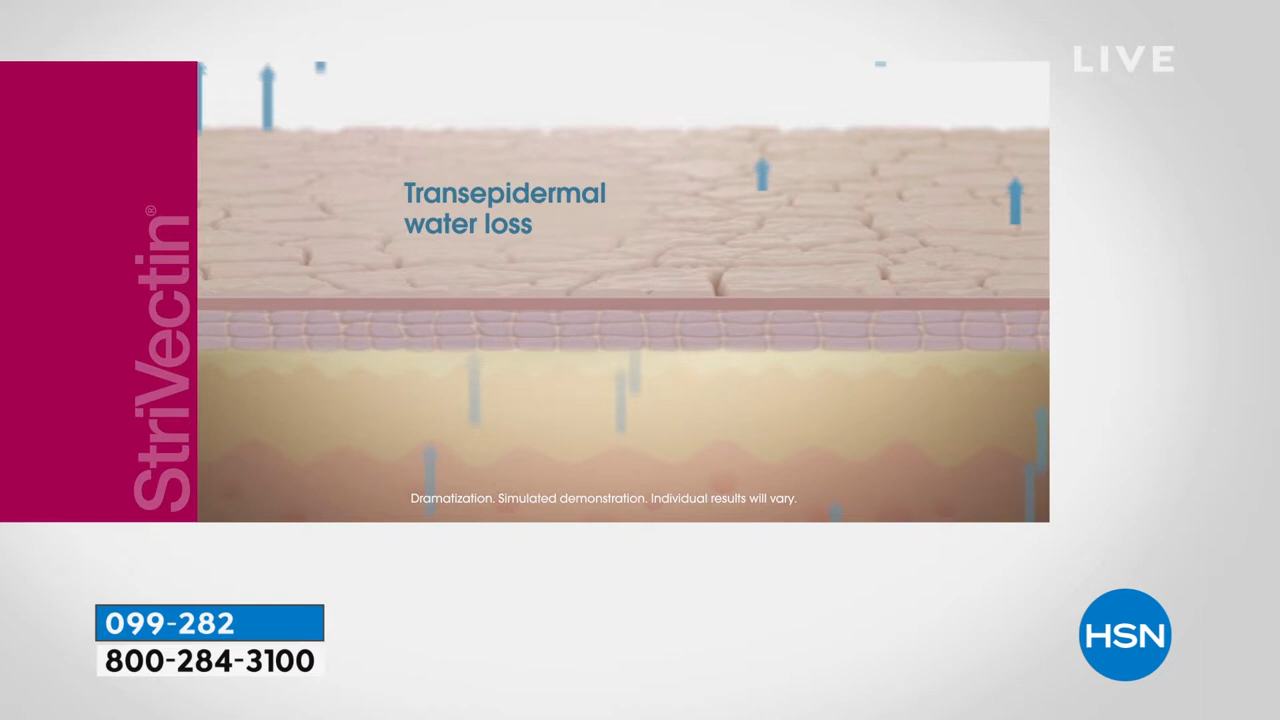 LIVE
StriVectin®
Transepidermal
water loss
Dramatization. Simulated demonstration. Individual results will vary.
099-282
800-284-3100
HSN